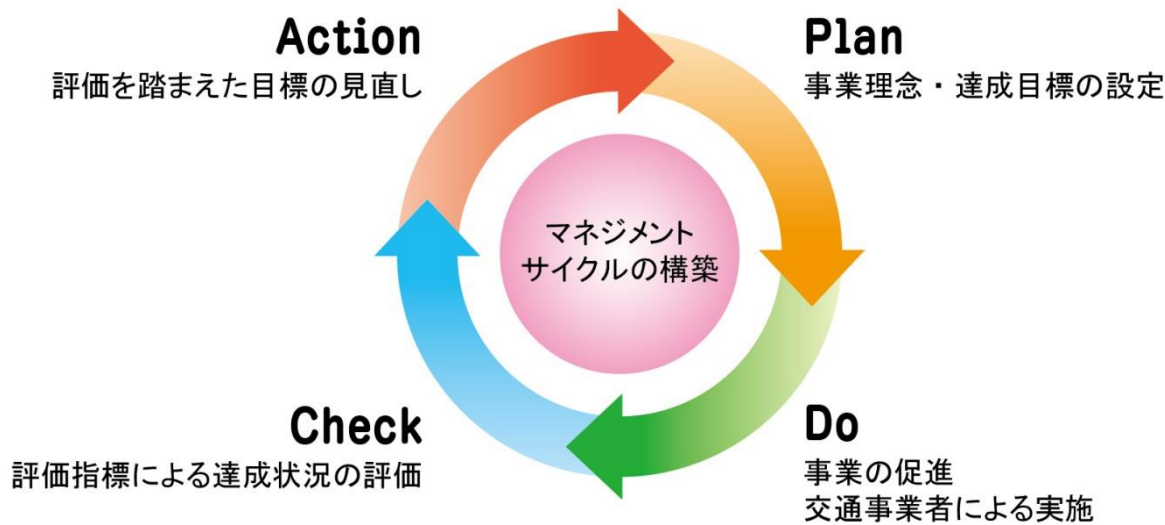 Action
評価を踏まえた目標の見直し
Plan
事業理念・達成目標の設定
マネジメント
サイクルの構築
Check
評価指標による達成状況の評価
Do
事業の促進
交通事業者による実施